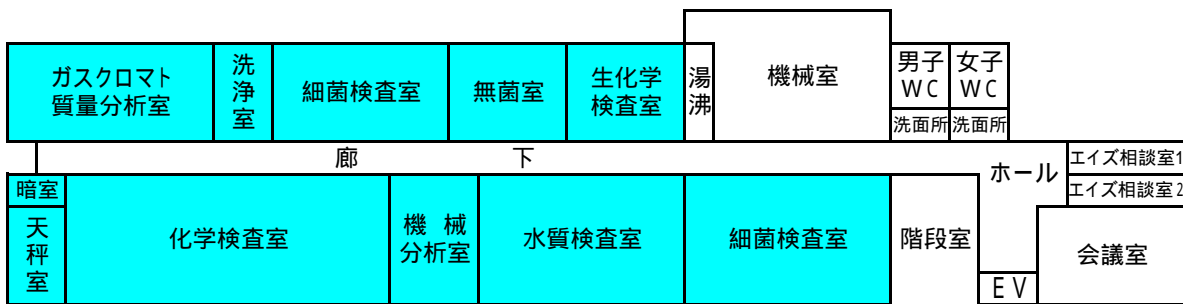 ガスクロマト
質量分析室
洗浄室
細菌検査室
無菌室
生化学
検査室
湯沸
機械室
男子
WC
女子
WC
洗面所
洗面所
廊下
ホール
エイズ相談室1
エイズ相談室2
暗室
天秤室
化学検査室
機械
分析室
水質検査室
細菌検査室
階段室
EV
会議室